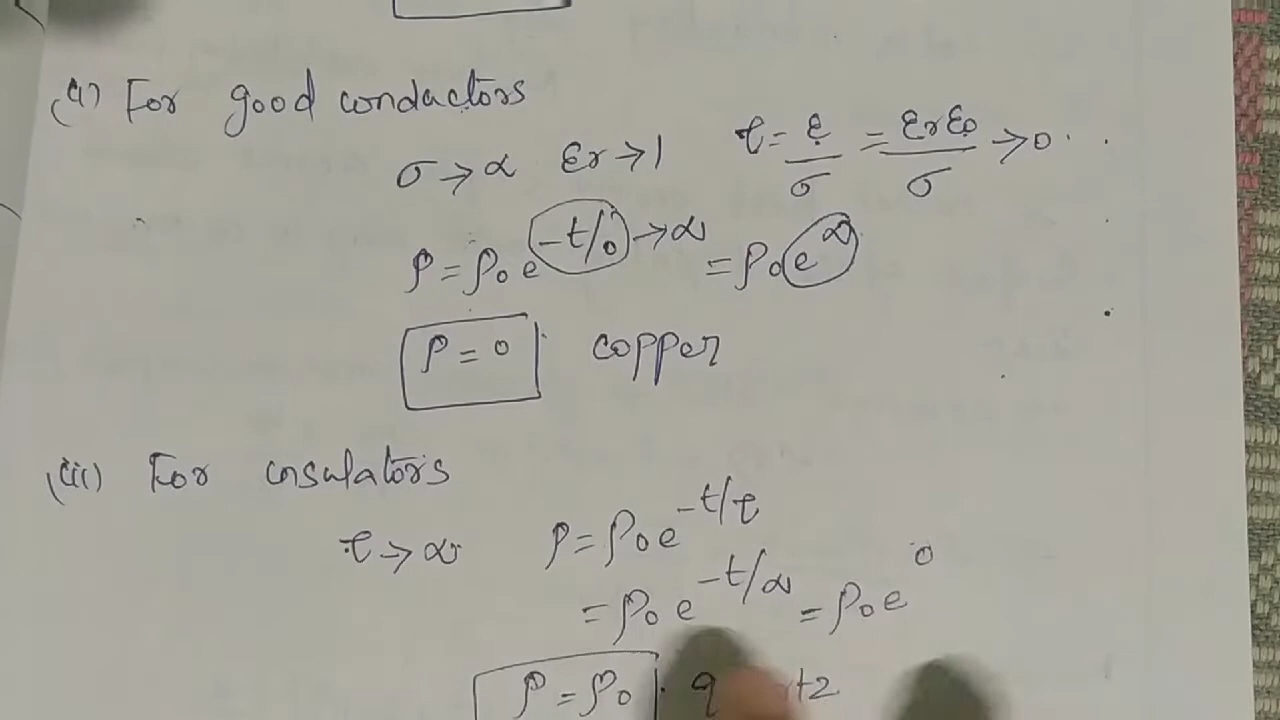 (i) For good conductors
σ → ∝ εr → 1 τ = ε/σ = εrε0/σ → 0
ρ = ρ0 e^(-t/0) → ∝ = ρ0 e^∝
ρ = 0 copper
(ii) For insulators
τ → ∝ ρ = ρ0 e^(-t/τ)
= ρ0 e^(-t/∝) = ρ0 e^0
ρ = ρ0